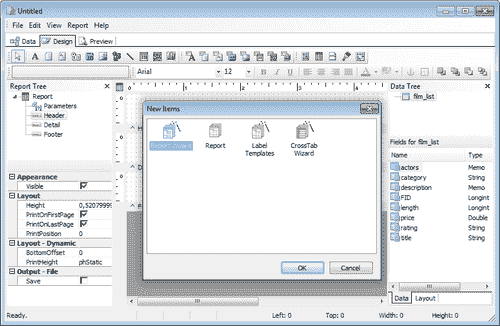 Untitled
File Edit View Report Help
Data Design Preview
Arial 12
Report Tree
Report
Parameters
Header
Detail
Footer
Appearance
Visible
Layout
Height 0,52079999
PrintOnFirstPage
PrintOnLastPage
PrintPosition 0
Layout - Dynamic
BottomOffset 0
PrintHeight phStatic
Output - File
Save
New Items
Report Wizard
Report
Label Templates
CrossTab Wizard
OK Cancel
Data Tree
film_list
Fields for film_list
Name Type
actors Memo
category String
description Memo
FID Longint
length Longint
price Double
rating String
title String
Data Layout
Ready. Left: 0 Top: 0 Width: 0 Height: 0